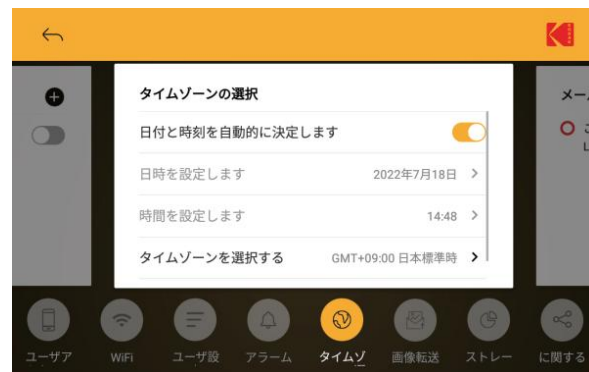 タイムゾーンの選択
日付と時刻を自動的に決定します
日時を設定します 2022年7月18日
時間を設定します 14:48
タイムゾーンを選択する GMT+09:00 日本標準時
メー
ユーザア
WiFi
ユーザ設
アラーム
タイムゾ
画像転送
ストレー
に関する